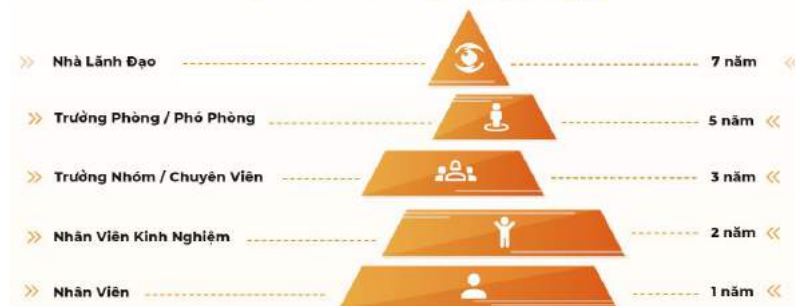 Nhà Lãnh Đạo 7 năm
Trưởng Phòng / Phó Phòng 5 năm
Trưởng Nhóm / Chuyên Viên 3 năm
Nhân Viên Kinh Nghiệm 2 năm
Nhân Viên 1 năm